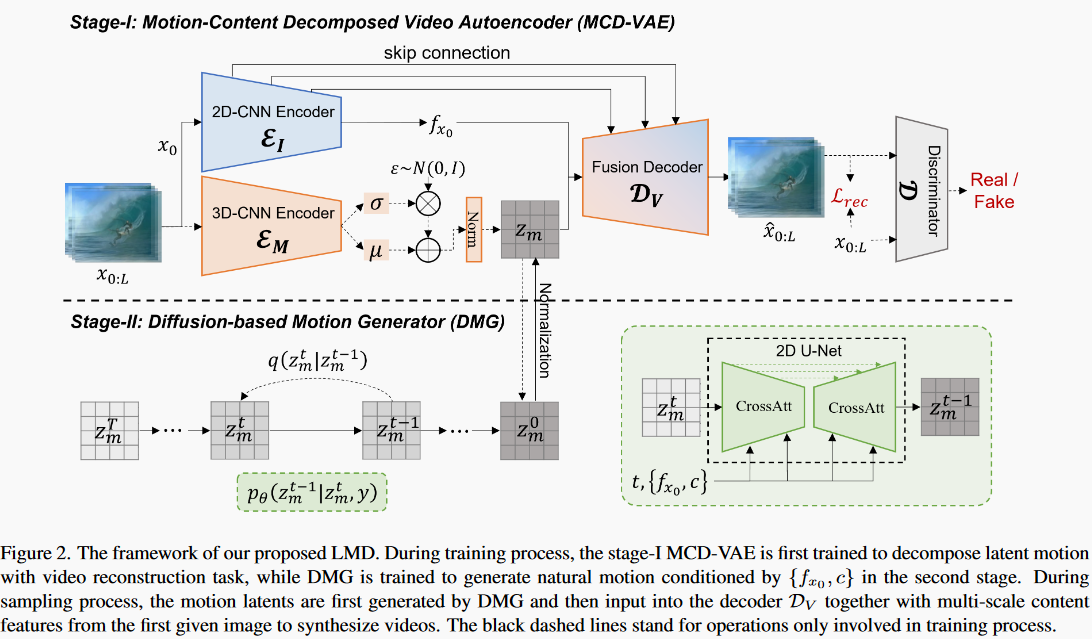 Stage-I: Motion-Content Decomposed Video Autoencoder (MCD-VAE)
skip connection
2D-CNN Encoder
ℰ_I
x_0
f_{x_0}
ε~N(0, I)
3D-CNN Encoder
ℰ_M
σ
μ
Norm
z_m
Fusion Decoder
𝒟_V
x̂_{0:L}
ℒ_rec
x_{0:L}
Discriminator
𝒟
Real /
Fake
x_{0:L}
Stage-II: Diffusion-based Motion Generator (DMG)
Normalization
q(z_m^t|z_m^{t-1})
z_m^T
...
z_m^t
z_m^{t-1}
...
z_m^0
p_θ(z_m^{t-1}|z_m^t, y)
2D U-Net
z_m^t
CrossAtt
CrossAtt
z_m^{t-1}
t, {f_{x_0}, c}
Figure 2. The framework of our proposed LMD. During training process, the stage-I MCD-VAE is first trained to decompose latent motion
with video reconstruction task, while DMG is trained to generate natural motion conditioned by {f_{x_0}, c} in the second stage. During
sampling process, the motion latents are first generated by DMG and then input into the decoder 𝒟_V together with multi-scale content
features from the first given image to synthesize videos. The black dashed lines stand for operations only involved in training process.